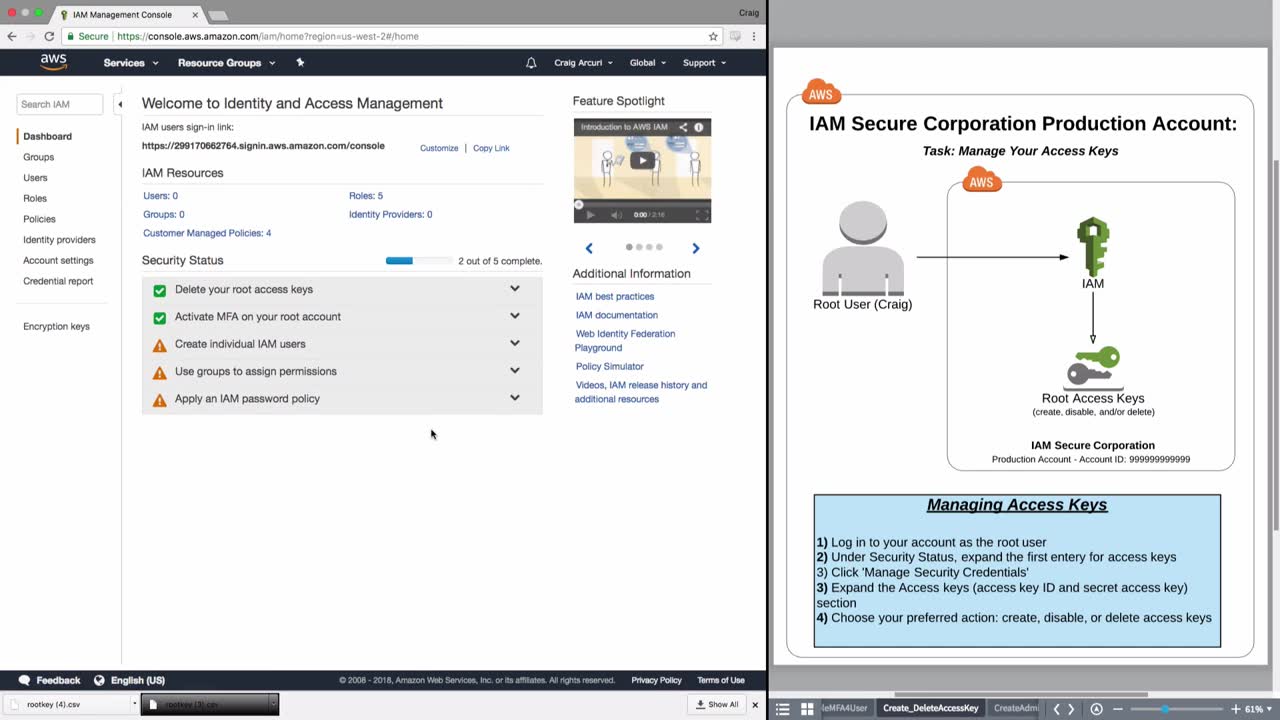 IAM Management Console
Craig
Secure | https://console.aws.amazon.com/iam/home?region=us-west-2#/home
aws
Services
Resource Groups
Craig Arcuri
Global
Support
Search IAM
Dashboard
Groups
Users
Roles
Policies
Identity providers
Account settings
Credential report
Encryption keys
Welcome to Identity and Access Management
IAM users sign-in link:
https://299170662764.signin.aws.amazon.com/console
Customize | Copy Link
IAM Resources
Users: 0
Roles: 5
Groups: 0
Identity Providers: 0
Customer Managed Policies: 4
Security Status
2 out of 5 complete.
Delete your root access keys
Activate MFA on your root account
Create individual IAM users
Use groups to assign permissions
Apply an IAM password policy
Feature Spotlight
Introduction to AWS IAM
0:00 / 2:16
Additional Information
IAM best practices
IAM documentation
Web Identity Federation
Playground
Policy Simulator
Videos, IAM release history and
additional resources
Feedback
English (US)
© 2008 - 2018, Amazon Web Services, Inc. or its affiliates. All rights reserved.
Privacy Policy
Terms of Use
rootkey (4).csv
rootkey (3).csv
Show All
AWS
IAM Secure Corporation Production Account:
Task: Manage Your Access Keys
AWS
Root User (Craig)
IAM
Root Access Keys
(create, disable, and/or delete)
IAM Secure Corporation
Production Account - Account ID: 999999999999
Managing Access Keys
1) Log in to your account as the root user
2) Under Security Status, expand the first entery for access keys
3) Click 'Manage Security Credentials'
3) Expand the Access keys (access key ID and secret access key)
section
4) Choose your preferred action: create, disable, or delete access keys
Create_DeleteAccessKey
61%